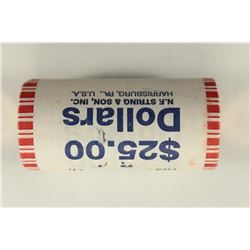 $25.00
Dollars
N.F. STRING & SON, INC.
HARRISBURG, PA., U.S.A.